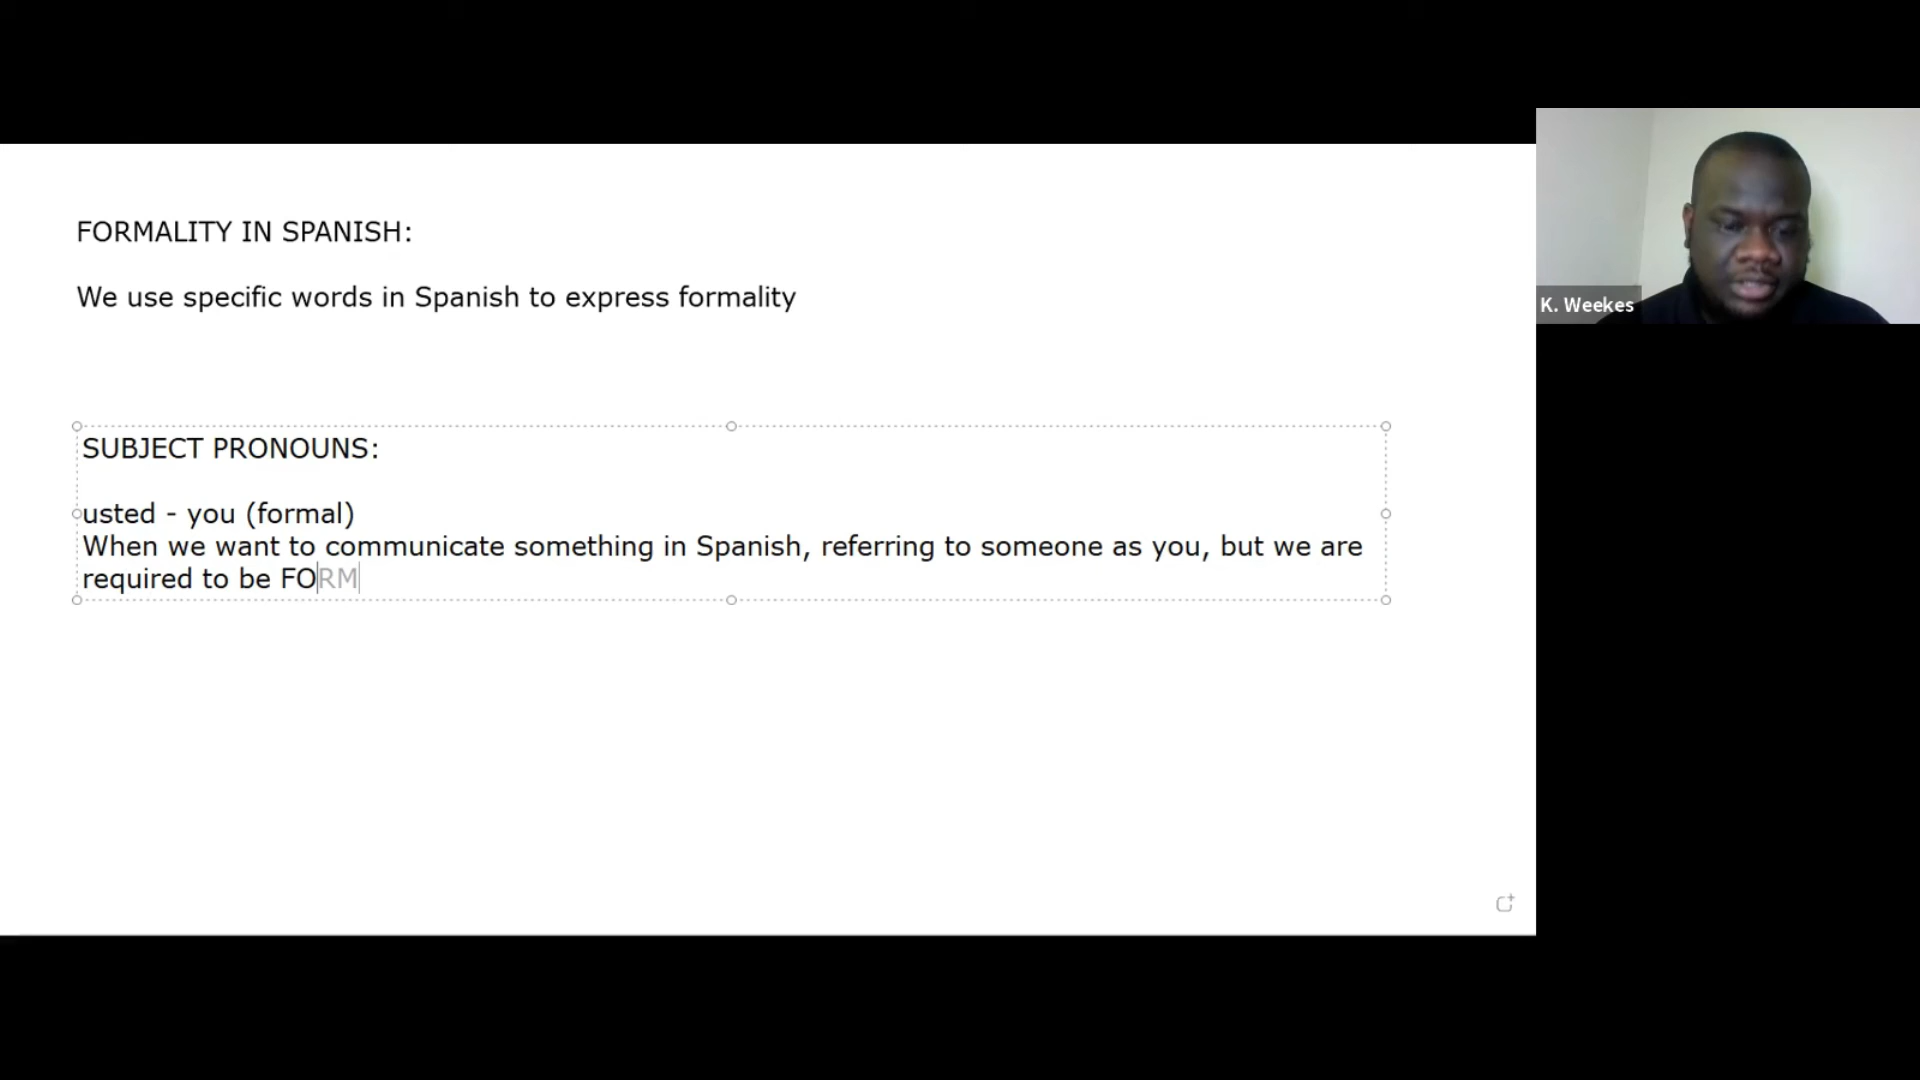 FORMALITY IN SPANISH:
We use specific words in Spanish to express formality
SUBJECT PRONOUNS:
usted - you (formal)
When we want to communicate something in Spanish, referring to someone as you, but we are
required to be FORM
K. Weekes